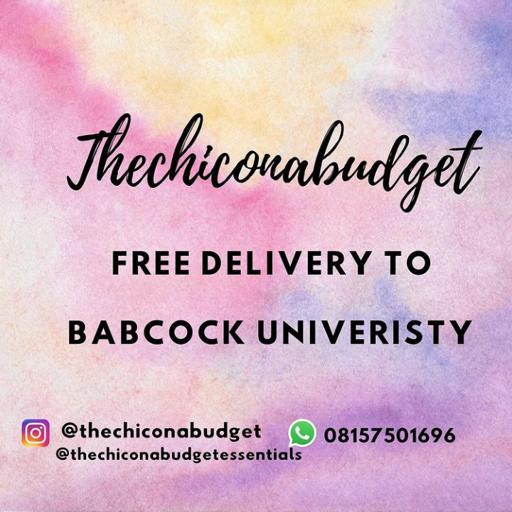 Thechiconabudget
FREE DELIVERY TO
BABCOCK UNIVERISTY
@thechiconabudget 08157501696
@thechiconabudgetessentials